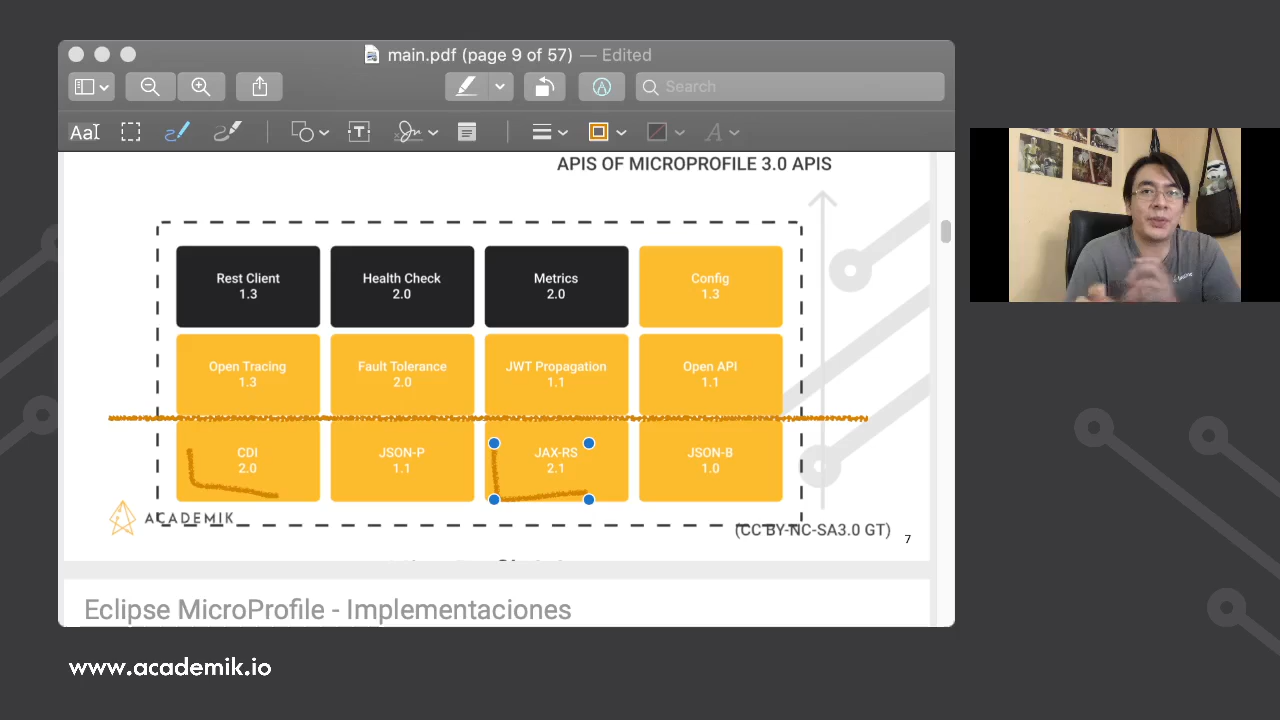 main.pdf (page 9 of 57) — Edited
Search
AaI
T
A
APIS OF MICROPROFILE 3.0 APIS
Rest Client
1.3
Health Check
2.0
Metrics
2.0
Config
1.3
Open Tracing
1.3
Fault Tolerance
2.0
JWT Propagation
1.1
Open API
1.1
CDI
2.0
JSON-P
1.1
JAX-RS
2.1
JSON-B
1.0
ACADEMIK
(CC BY-NC-SA3.0 GT)
7
Eclipse MicroProfile - Implementaciones
www.academik.io